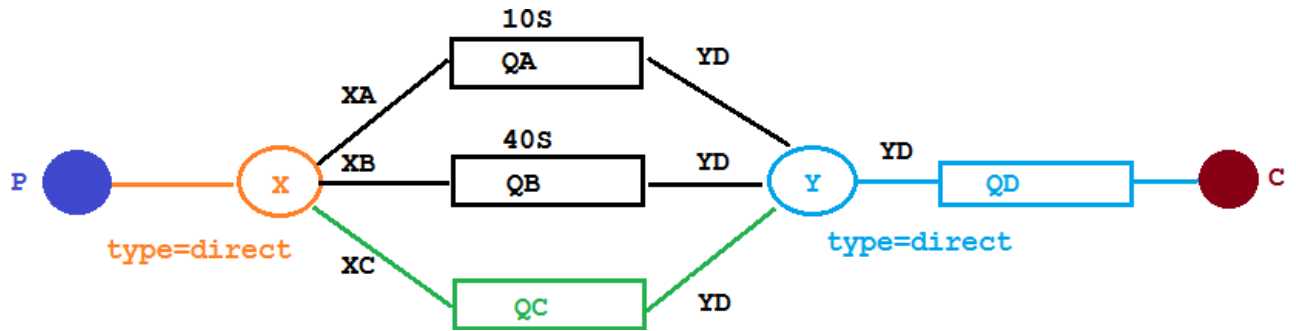 10S
QA
YD
XA
40S
XB
YD
YD
P
X
QB
Y
QD
C
type=direct
type=direct
XC
QC
YD